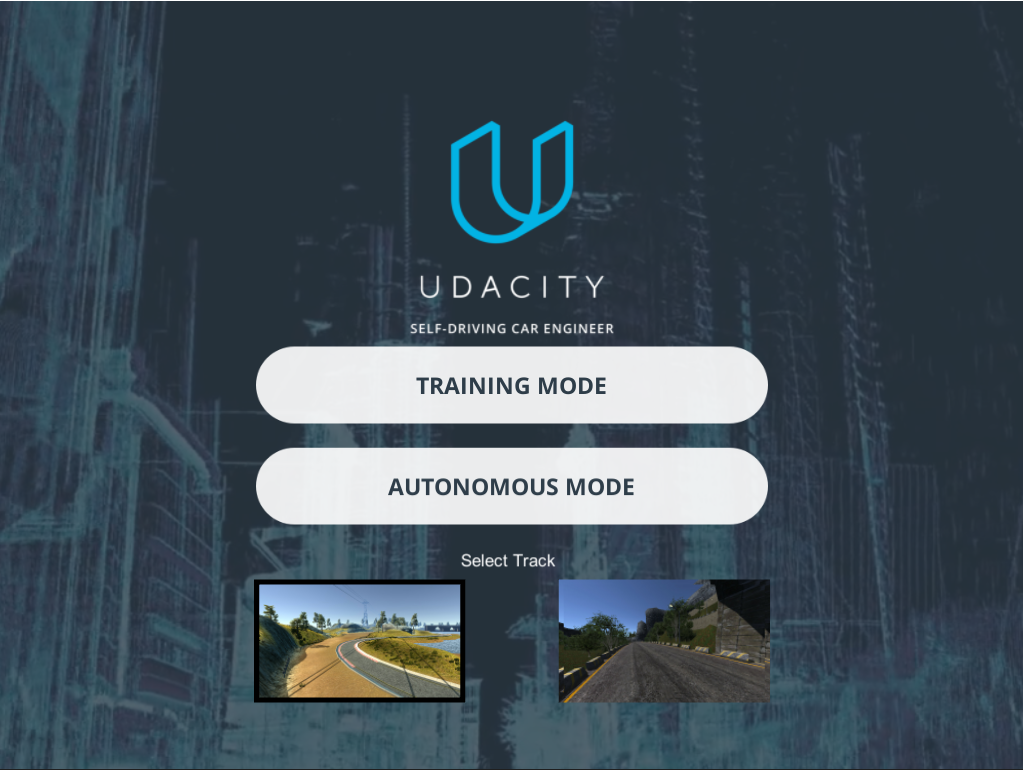 UDACITY
SELF-DRIVING CAR ENGINEER
TRAINING MODE
AUTONOMOUS MODE
Select Track